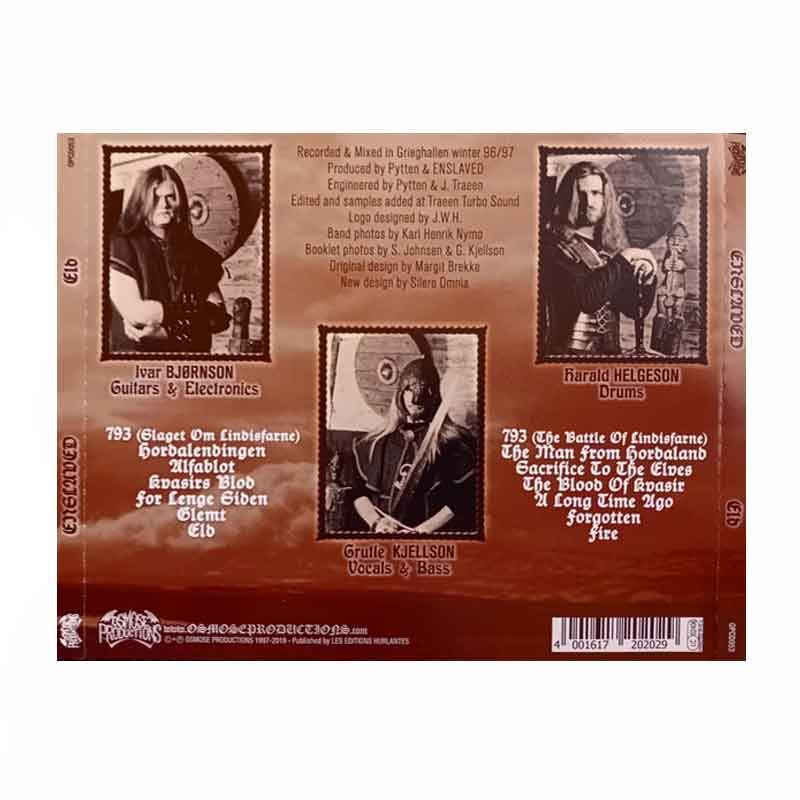 OPCD053
Eld
ENSLAVED
Recorded & Mixed in Grieghallen winter 96/97
Produced by Pytten & ENSLAVED
Engineered by Pytten & J. Traeen
Edited and samples added at Traeen Turbo Sound
Logo designed by J.W.H.
Band photos by Karl Henrik Nymo
Booklet photos by S. Johnsen & G. Kjellson
Original design by Margit Brekke
New design by Silere Omnia
Ivar BJØRNSON
Guitars & Electronics
Harald HELGESON
Drums
793 (Slaget Om Lindisfarne)
Hordalendingen
Alfablot
Kvasirs Blod
For Lenge Siden
Glemt
Eld
Grutle KJELLSON
Vocals & Bass
793 (The Battle Of Lindisfarne)
The Man From Hordaland
Sacrifice To The Elves
The Blood Of Kvasir
A Long Time Ago
Forgotten
Fire
OSMOSE PRODUCTIONS
OSMOSEPRODUCTIONS.com
© ℗ OSMOSE PRODUCTIONS 1997-2019 - Published by LES EDITIONS HURLANTES
4 001617 202029
ENSLAVED
Eld
OPCD053